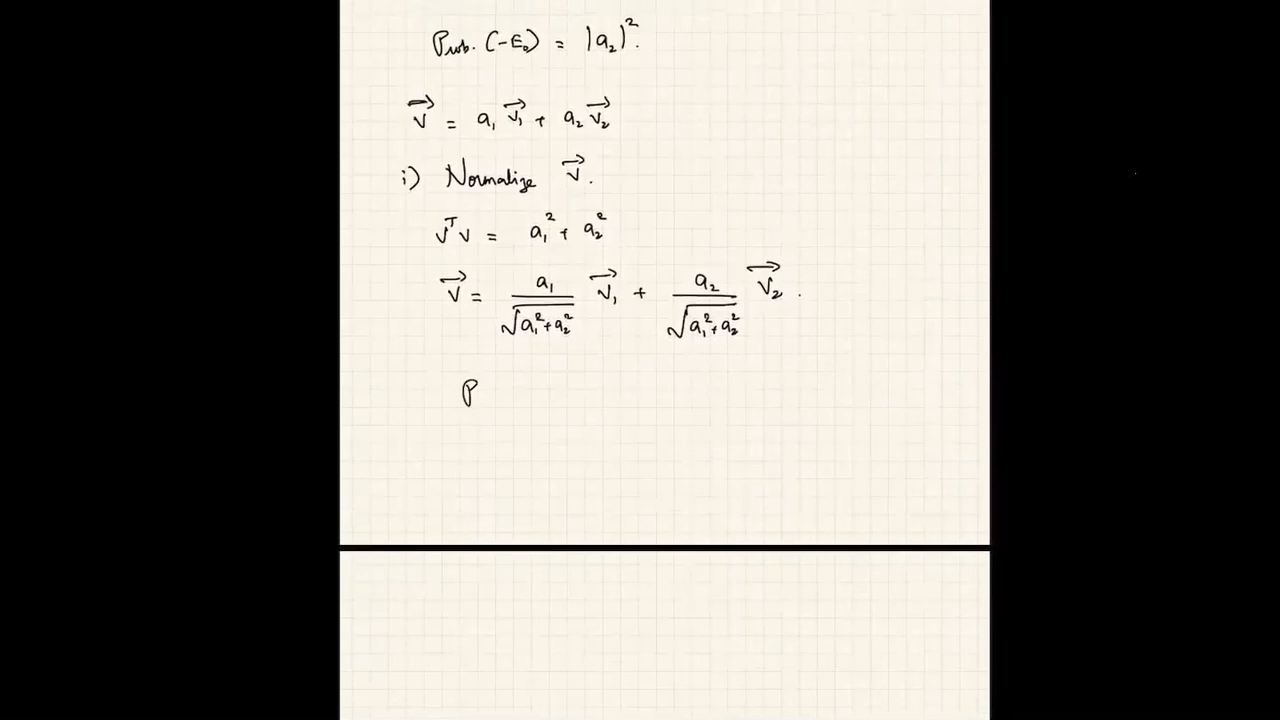 Prob. (-E₀) = |a₂|².
v⃗ = a₁ v⃗₁ + a₂ v⃗₂
i) Normalize v⃗.
vᵀv = a₁² + a₂²
v⃗ = a₁/√(a₁²+a₂²) v⃗₁ + a₂/√(a₁²+a₂²) v⃗₂ .
P